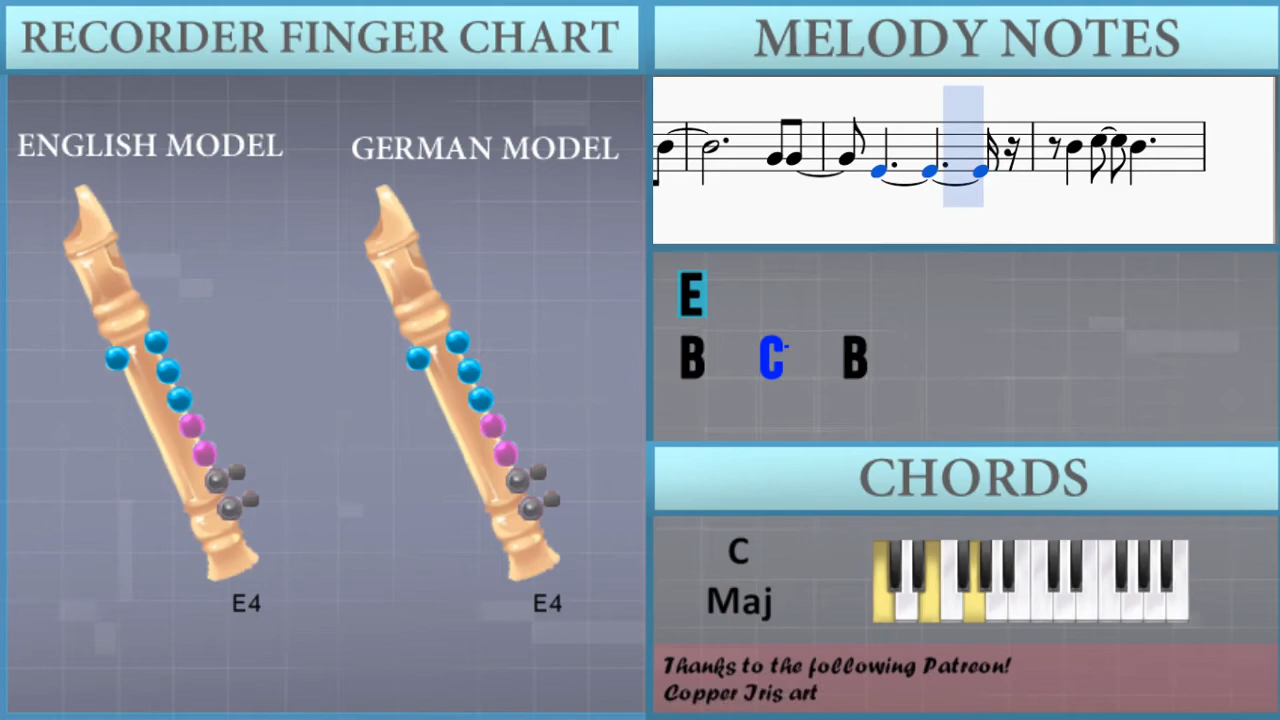 RECORDER FINGER CHART
ENGLISH MODEL
GERMAN MODEL
E4
E4
MELODY NOTES
E
B C· B
CHORDS
C
Maj
Thanks to the following Patreon!
Copper Iris art